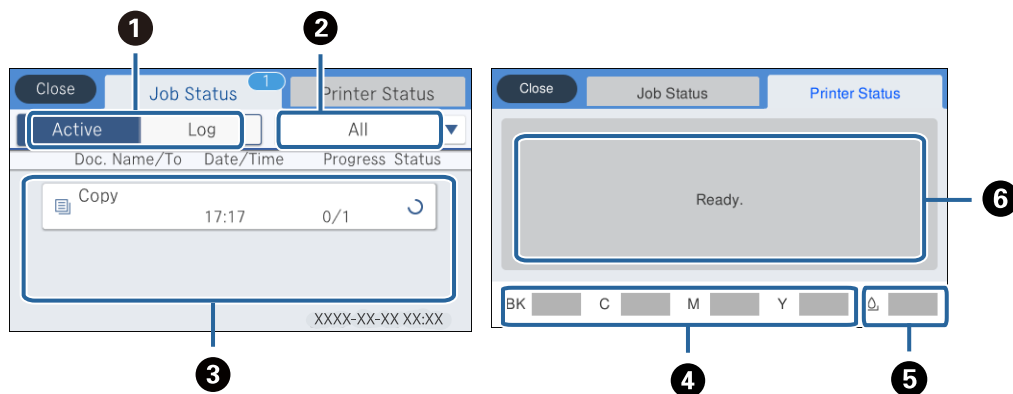 1 2
Close Job Status 1 Printer Status
Active Log All
Doc. Name/To Date/Time Progress Status
Copy
17:17 0/1
XXXX-XX-XX XX:XX
3
Close Job Status Printer Status
Ready.
6
BK C M Y
4 5